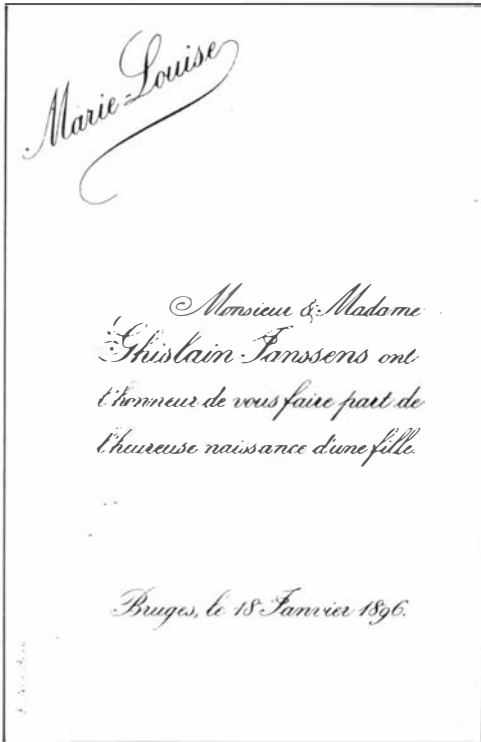 Marie-Louise
Monsieur & Madame
Ghislain Janssens ont
l'honneur de vous faire part de
l'heureuse naissance d'une fille.
Bruges, le 18 Janvier 1896.